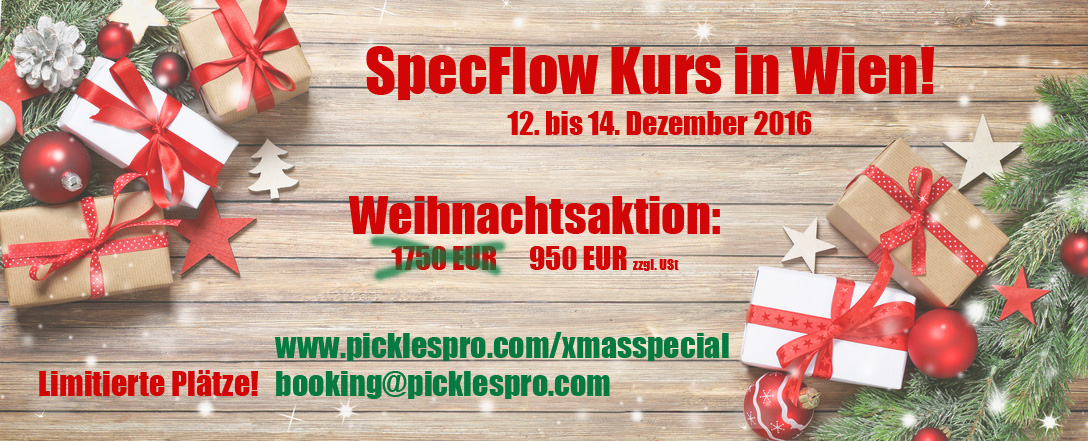 SpecFlow Kurs in Wien!
12. bis 14. Dezember 2016
Weihnachtsaktion:
1750 EUR 950 EUR zzgl. USt
www.picklespro.com/xmasspecial
Limitierte Plätze! booking@picklespro.com